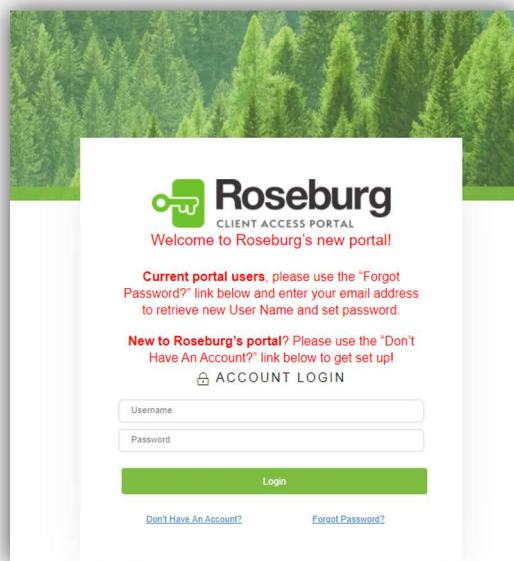 Roseburg
CLIENT ACCESS PORTAL
Welcome to Roseburg's new portal!
Current portal users, please use the “Forgot
Password?” link below and enter your email address
to retrieve new User Name and set password.
New to Roseburg's portal? Please use the “Don't
Have An Account?” link below to get set up!
ACCOUNT LOGIN
Username
Password
Login
Don't Have An Account?
Forgot Password?